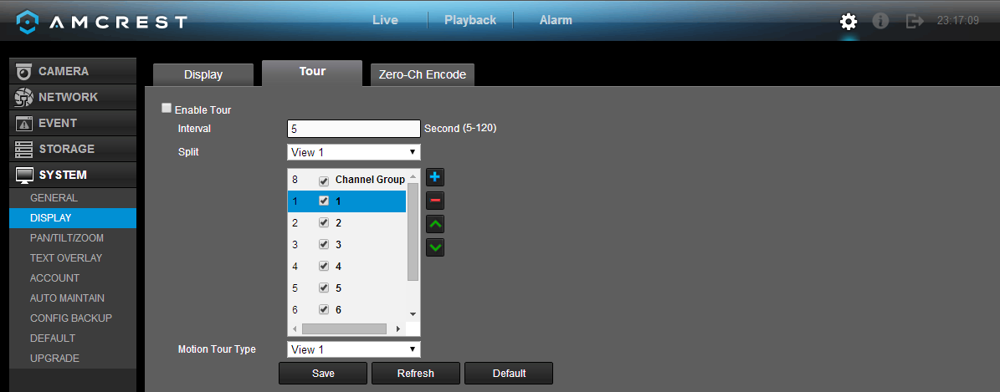 AMCREST Live Playback Alarm 23:17:09
CAMERA
NETWORK
EVENT
STORAGE
SYSTEM
GENERAL
DISPLAY
PAN/TILT/ZOOM
TEXT OVERLAY
ACCOUNT
AUTO MAINTAIN
CONFIG BACKUP
DEFAULT
UPGRADE
Display Tour Zero-Ch Encode
Enable Tour
Interval 5 Second (5-120)
Split View 1
8 Channel Group
1 1
2 2
3 3
4 4
5 5
6 6
Motion Tour Type View 1
Save Refresh Default